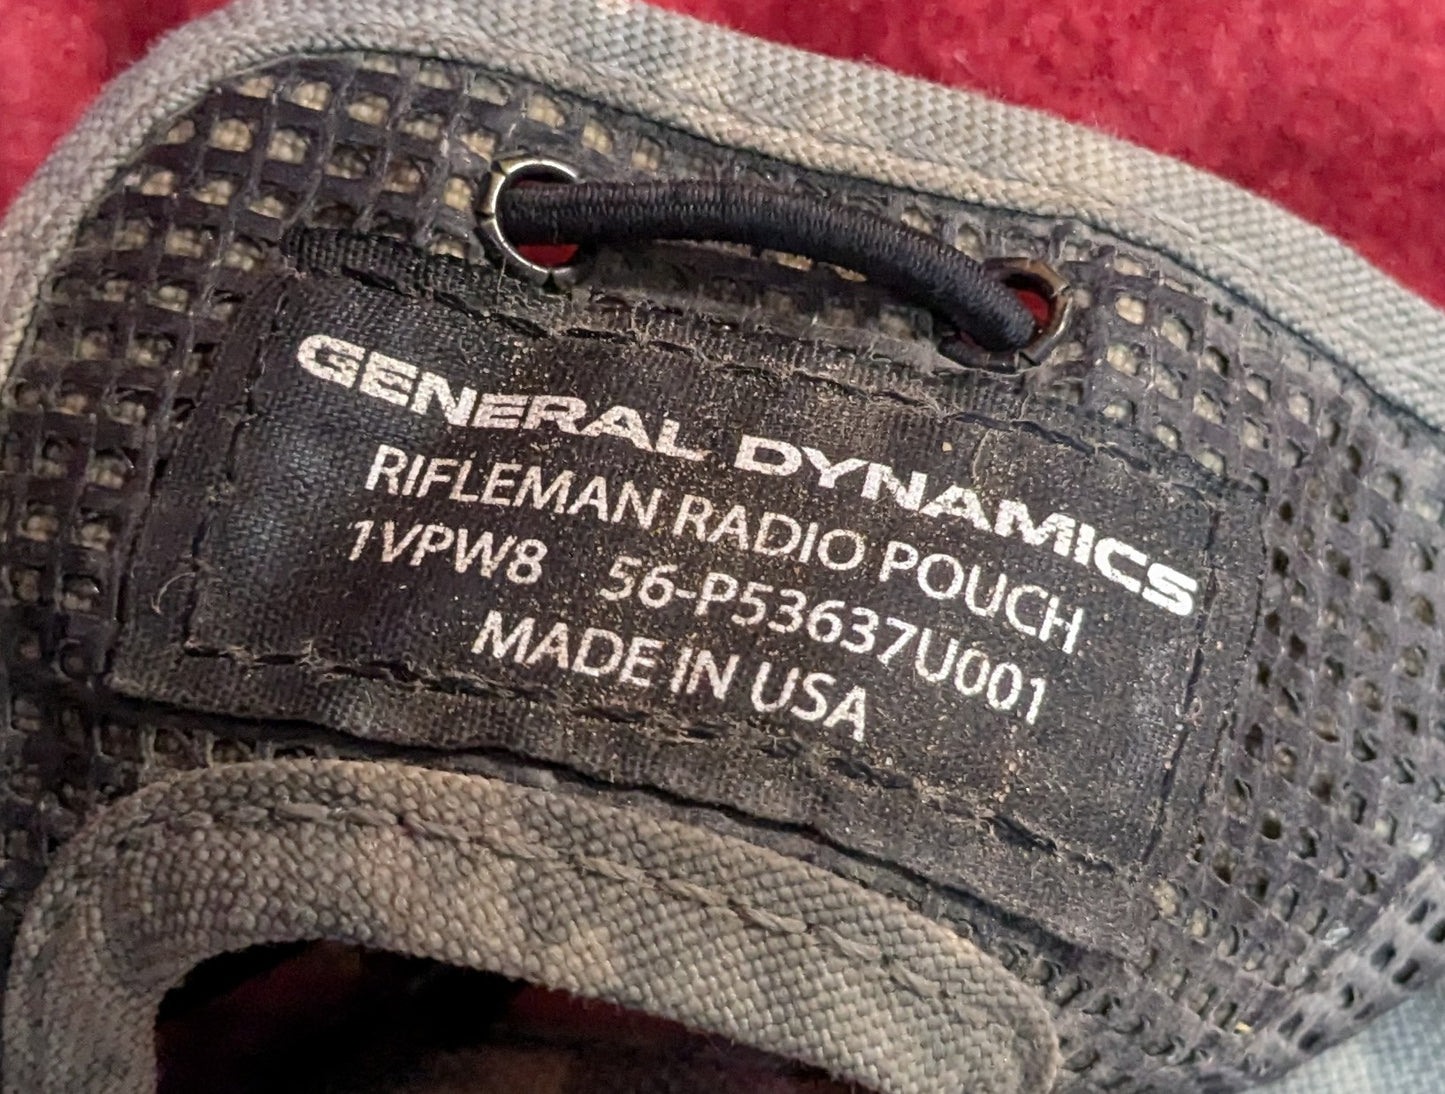 GENERAL DYNAMICS
RIFLEMAN RADIO POUCH
1VPW8 56-P53637U001
MADE IN USA